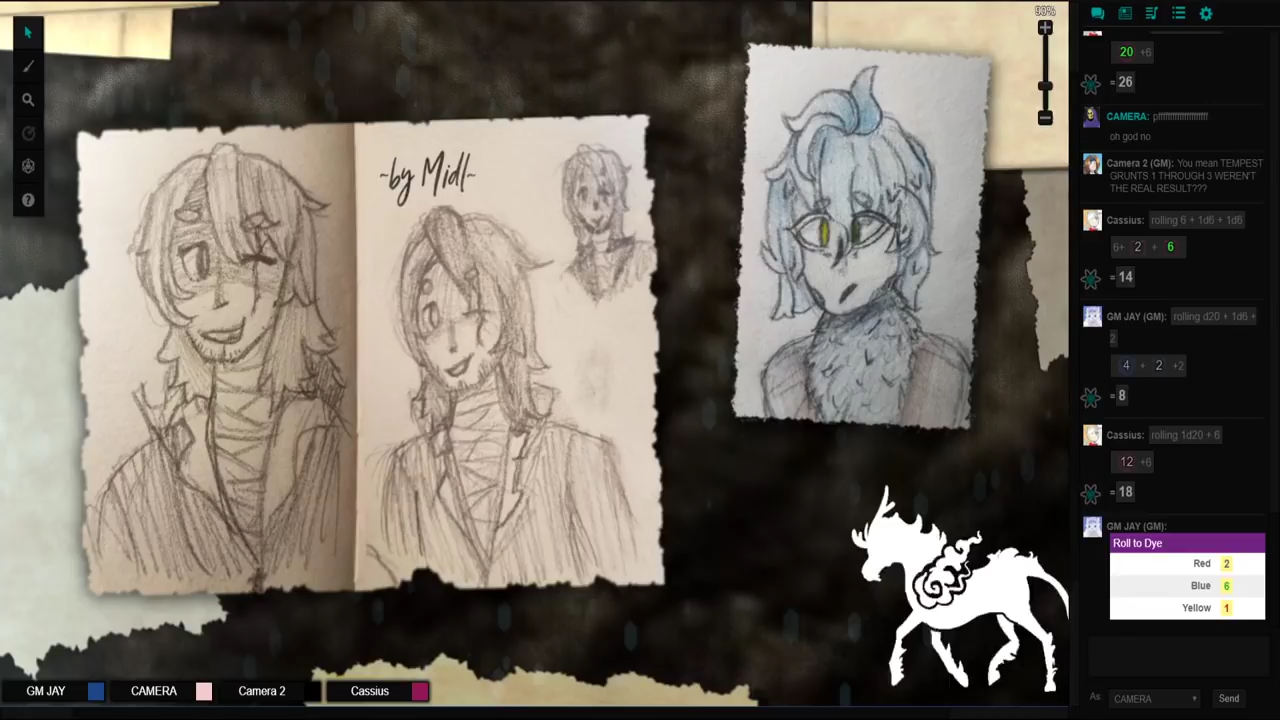 90%
~by Midl~
20 +6
= 26
CAMERA: pffffffffffffffffffff
oh god no
Camera 2 (GM): You mean TEMPEST
GRUNTS 1 THROUGH 3 WEREN'T
THE REAL RESULT???
Cassius: rolling 6 + 1d6 + 1d6
6+ 2 + 6
= 14
GM JAY (GM): rolling d20 + 1d6 +
2
4 + 2 +2
= 8
Cassius: rolling 1d20 + 6
12 +6
= 18
GM JAY (GM):
Roll to Dye
Red 2
Blue 6
Yellow 1
GM JAY
CAMERA
Camera 2
Cassius
As
CAMERA
Send